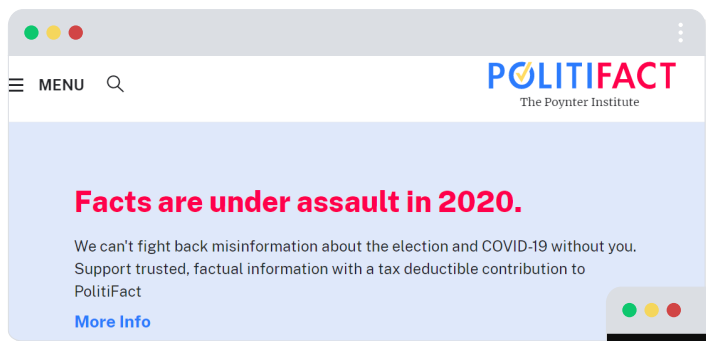 MENU
POLITIFACT
The Poynter Institute
Facts are under assault in 2020.
We can't fight back misinformation about the election and COVID-19 without you.
Support trusted, factual information with a tax deductible contribution to
PolitiFact
More Info